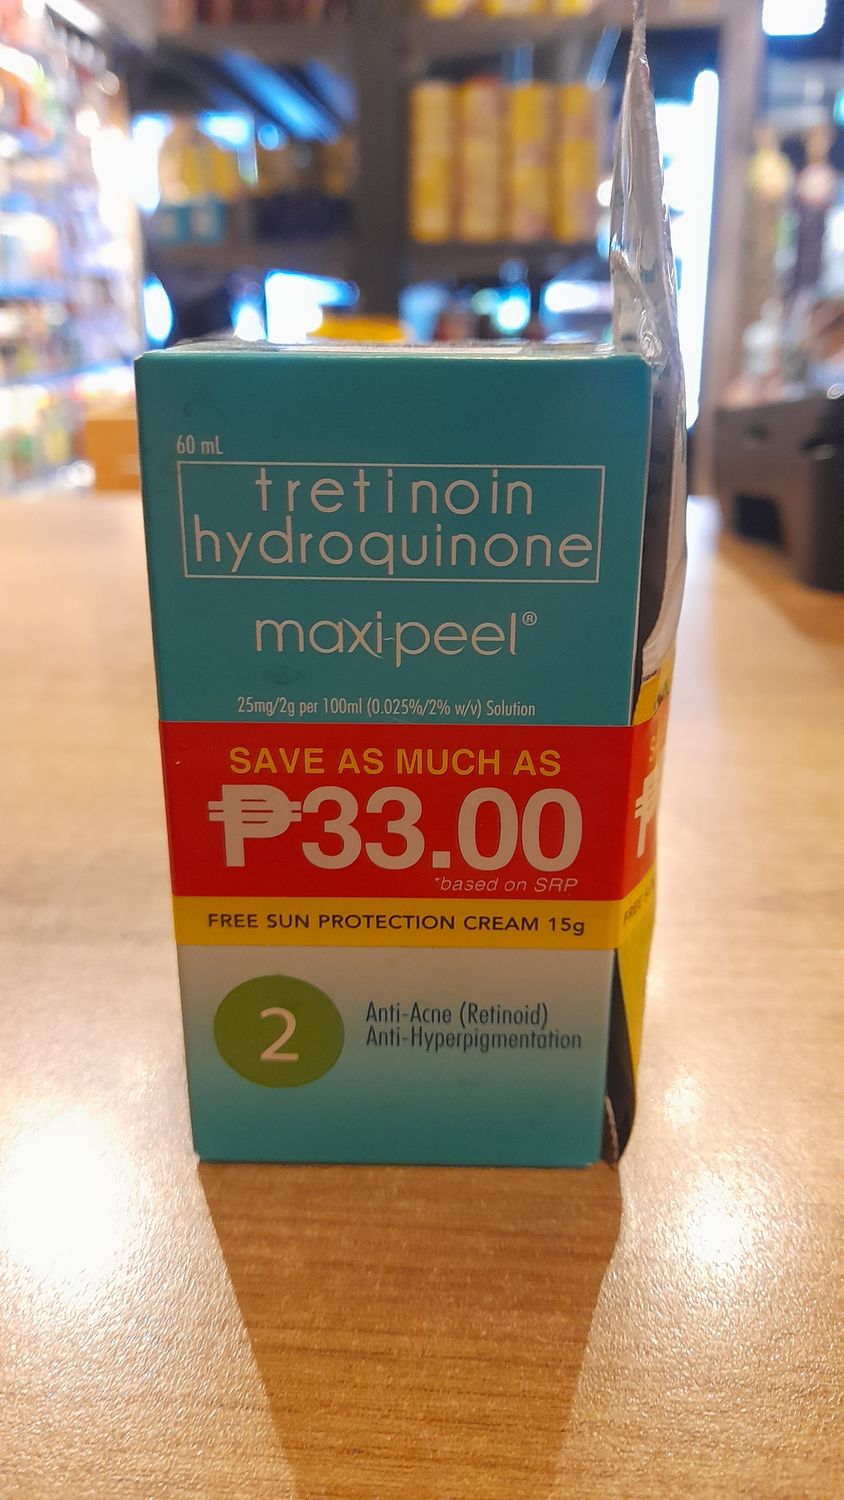 60 mL
tretinoin
hydroquinone
maxi-peel®
25mg/2g per 100ml (0.025%/2% w/v) Solution
SAVE AS MUCH AS
₱33.00
*based on SRP
FREE SUN PROTECTION CREAM 15g
2
Anti-Acne (Retinoid)
Anti-Hyperpigmentation